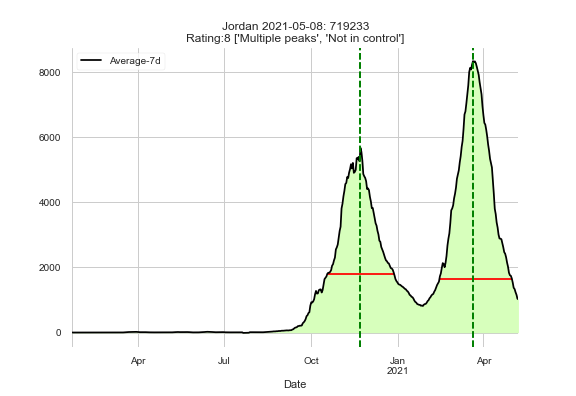 Jordan 2021-05-08: 719233
Rating:8 ['Multiple peaks', 'Not in control']
Average-7d
8000
6000
4000
2000
0
Apr
Jul
Oct
Jan
2021
Apr
Date